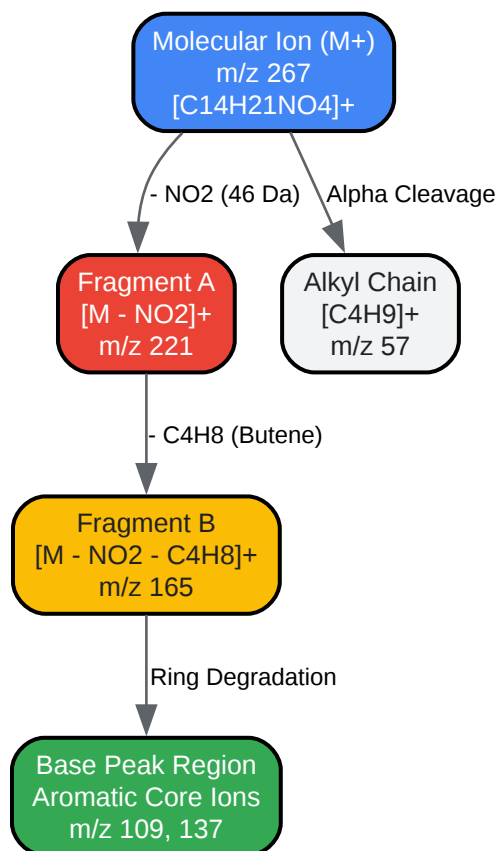 Molecular Ion (M+)
m/z 267
[C14H21NO4]+
- NO2 (46 Da)
Alpha Cleavage
Fragment A
[M - NO2]+
m/z 221
Alkyl Chain
[C4H9]+
m/z 57
- C4H8 (Butene)
Fragment B
[M - NO2 - C4H8]+
m/z 165
Ring Degradation
Base Peak Region
Aromatic Core Ions
m/z 109, 137